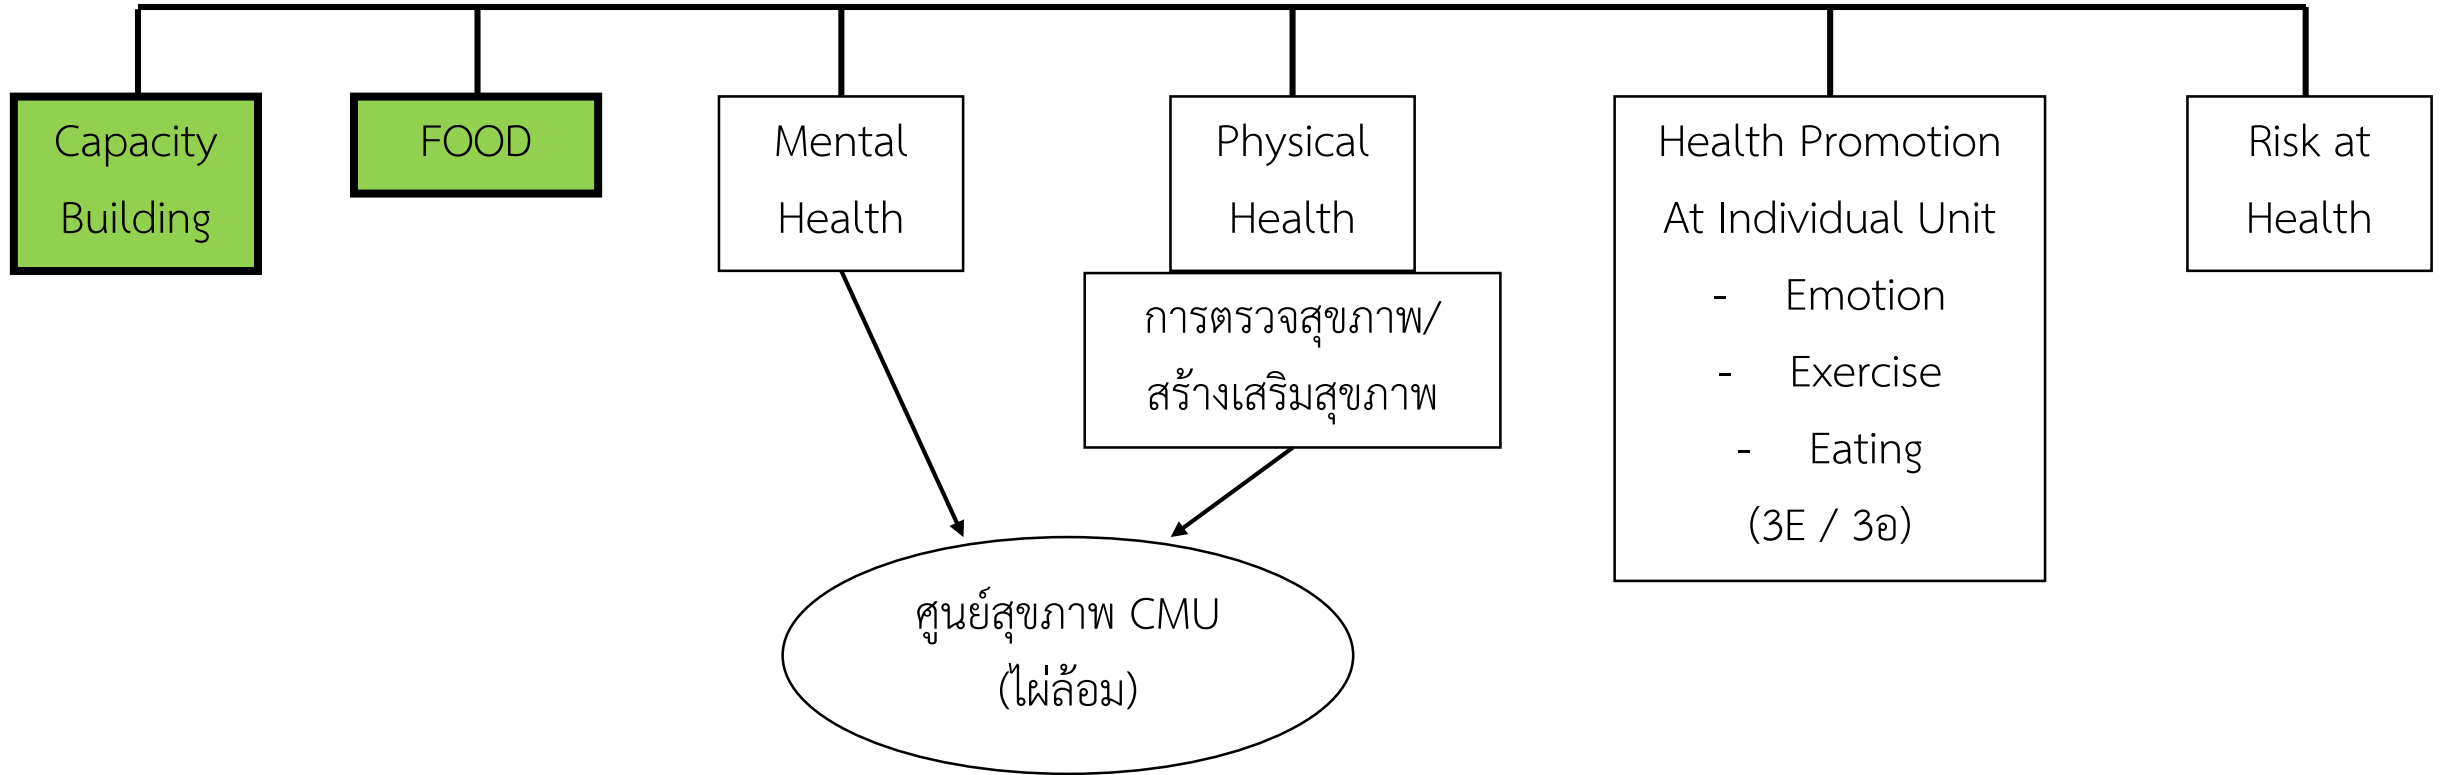 Capacity
Building
FOOD
Mental
Health
Physical
Health
การตรวจสุขภาพ/
สร้างเสริมสุขภาพ
Health Promotion
At Individual Unit
- Emotion
- Exercise
- Eating
(3E / 3อ)
Risk at
Health
ศูนย์สุขภาพ CMU
(ไผ่ล้อม)